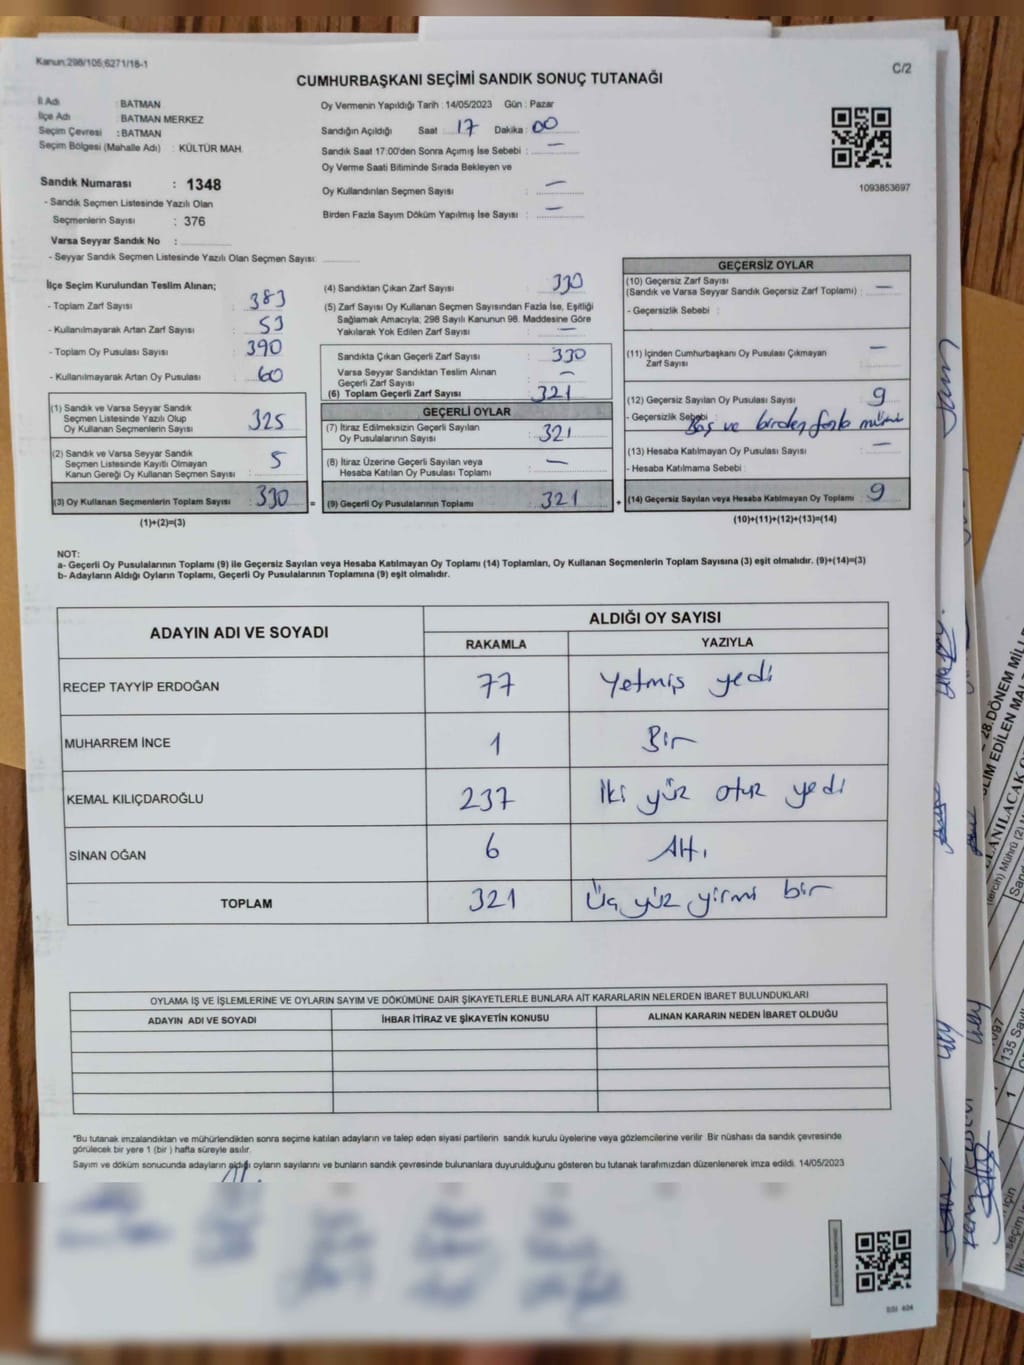 Kanun:298/105;6271/18-1
CUMHURBAŞKANI SEÇİMİ SANDIK SONUÇ TUTANAĞI
C/2
İl Adı : BATMAN
İlçe Adı : BATMAN MERKEZ
Seçim Çevresi : BATMAN
Seçim Bölgesi (Mahalle Adı) : KÜLTÜR MAH.
Sandık Numarası : 1348
- Sandık Seçmen Listesinde Yazılı Olan
Seçmenlerin Sayısı : 376
Varsa Seyyar Sandık No :
- Seyyar Sandık Seçmen Listesinde Yazılı Olan Seçmen Sayısı:
Oy Vermenin Yapıldığı Tarih : 14/05/2023 Gün : Pazar
Sandığın Açıldığı Saat : 17 Dakika : 00
Sandık Saat 17:00'den Sonra Açımış İse Sebebi : —
Oy Verme Saati Bitiminde Sırada Bekleyen ve
Oy Kullandırılan Seçmen Sayısı : —
Birden Fazla Sayım Döküm Yapılmış İse Sayısı : —
1093853697
İlçe Seçim Kurulundan Teslim Alınan;
- Toplam Zarf Sayısı : 383
- Kullanılmayarak Artan Zarf Sayısı : 53
- Toplam Oy Pusulası Sayısı : 390
- Kullanılmayarak Artan Oy Pusulası : 60
(1) Sandık ve Varsa Seyyar Sandık
Seçmen Listesinde Yazılı Olup
Oy Kullanan Seçmenlerin Sayısı : 325
(2) Sandık ve Varsa Seyyar Sandık
Seçmen Listesinde Kayıtlı Olmayan
Kanun Gereği Oy Kullanan Seçmen Sayısı : 5
(3) Oy Kullanan Seçmenlerin Toplam Sayısı : 330
(1)+(2)=(3)
(4) Sandıktan Çıkan Zarf Sayısı : 330
(5) Zarf Sayısı Oy Kullanan Seçmen Sayısından Fazla İse, Eşitliği
Sağlamak Amacıyla; 298 Sayılı Kanunun 98. Maddesine Göre
Yakılarak Yok Edilen Zarf Sayısı : —
Sandıkta Çıkan Geçerli Zarf Sayısı : 330
Varsa Seyyar Sandıktan Teslim Alınan
Geçerli Zarf Sayısı : —
(6) Toplam Geçerli Zarf Sayısı : 321
GEÇERLİ OYLAR
(7) İtiraz Edilmeksizin Geçerli Sayılan
Oy Pusulalarının Sayısı : 321
(8) İtiraz Üzerine Geçerli Sayılan veya
Hesaba Katılan Oy Pusulası Toplamı : —
= (9) Geçerli Oy Pusulalarının Toplamı : 321 +
GEÇERSİZ OYLAR
(10) Geçersiz Zarf Sayısı
(Sandık ve Varsa Seyyar Sandık Geçersiz Zarf Toplamı) : —
- Geçersizlik Sebebi :
(11) İçinden Cumhurbaşkanı Oy Pusulası Çıkmayan
Zarf Sayısı : —
(12) Geçersiz Sayılan Oy Pusulası Sayısı : 9
- Geçersizlik Sebebi : Boş ve birden fazla mühür
(13) Hesaba Katılmayan Oy Pusulası Sayısı : —
- Hesaba Katılmama Sebebi :
(14) Geçersiz Sayılan veya Hesaba Katılmayan Oy Toplamı : 9
(10)+(11)+(12)+(13)=(14)
NOT:
a- Geçerli Oy Pusulalarının Toplamı (9) ile Geçersiz Sayılan veya Hesaba Katılmayan Oy Toplamı (14) Toplamları, Oy Kullanan Seçmenlerin Toplam Sayısına (3) eşit olmalıdır. (9)+(14)=(3)
b- Adayların Aldığı Oyların Toplamı, Geçerli Oy Pusulalarının Toplamına (9) eşit olmalıdır.
ADAYIN ADI VE SOYADI
ALDIĞI OY SAYISI
RAKAMLA YAZIYLA
RECEP TAYYİP ERDOĞAN 77 Yetmiş yedi
MUHARREM İNCE 1 Bir
KEMAL KILIÇDAROĞLU 237 İki yüz otuz yedi
SİNAN OĞAN 6 Altı
TOPLAM 321 Üç yüz yirmi bir
OYLAMA İŞ VE İŞLEMLERİNE VE OYLARIN SAYIM VE DÖKÜMÜNE DAİR ŞİKAYETLERLE BUNLARA AİT KARARLARIN NELERDEN İBARET BULUNDUKLARI
ADAYIN ADI VE SOYADI İHBAR İTİRAZ VE ŞİKAYETİN KONUSU ALINAN KARARIN NEDEN İBARET OLDUĞU
*Bu tutanak imzalandıktan ve mühürlendikten sonra seçime katılan adayların ve talep eden siyasi partilerin sandık kurulu üyelerine veya gözlemcilerine verilir. Bir nüshası da sandık çevresinde
görülecek bir yere 1 (bir ) hafta süreyle asılır.
Sayım ve döküm sonucunda adayların aldığı oyların sayılarını ve bunların sandık çevresinde bulunanlara duyurulduğunu gösteren bu tutanak tarafımızdan düzenlenerek imza edildi. 14/05/2023
28.DÖNEM MİLL
135 Sayılı